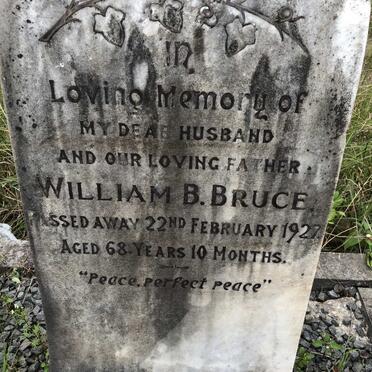 In
Loving Memory of
MY DEAR HUSBAND
AND OUR LOVING FATHER
WILLIAM B. BRUCE
PASSED AWAY 22ND FEBRUARY 1927
AGED 68 YEARS 10 MONTHS.
"Peace, perfect peace"